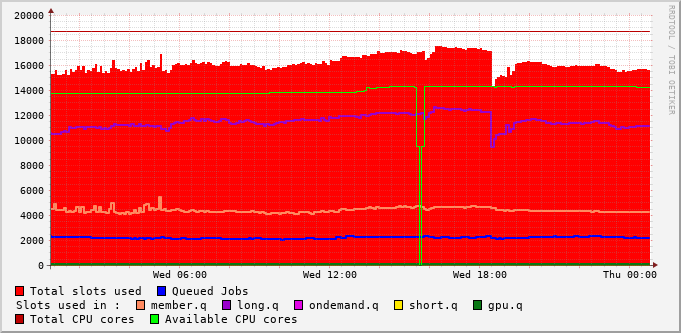 RRDTOOL / TOBI OETIKER
20000
18000
16000
14000
12000
10000
8000
6000
4000
2000
0
Wed 06:00 Wed 12:00 Wed 18:00 Thu 00:00
Total slots used Queued Jobs
Slots used in : member.q long.q ondemand.q short.q gpu.q
Total CPU cores Available CPU cores